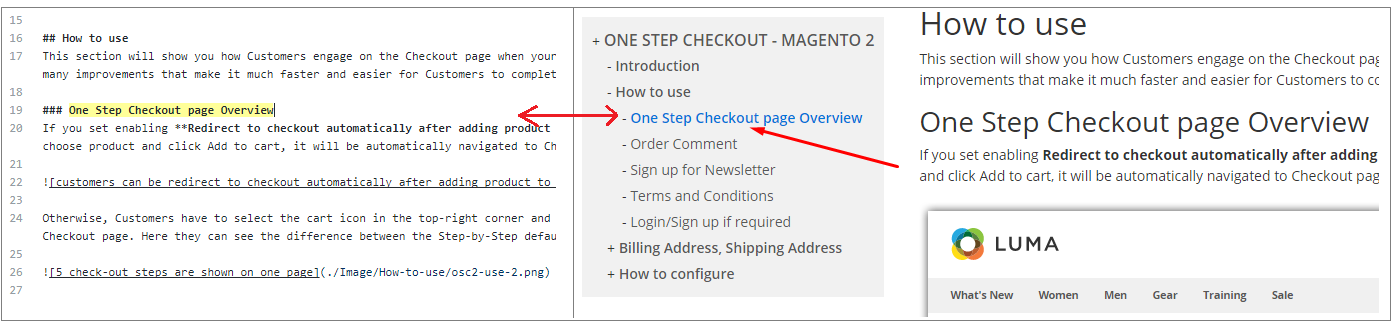 15
16 ## How to use
17 This section will show you how Customers engage on the Checkout page when your
many improvements that make it much faster and easier for Customers to complet
18
19 ### One Step Checkout page Overview
20 If you set enabling **Redirect to checkout automatically after adding product
choose product and click Add to cart, it will be automatically navigated to Ch
21
22 ![customers can be redirect to checkout automatically after adding product to
23
24 Otherwise, Customers have to select the cart icon in the top-right corner and
Checkout page. Here they can see the difference between the Step-by-Step defau
25
26 ![5 check-out steps are shown on one page](./Image/How-to-use/osc2-use-2.png)
27
+ ONE STEP CHECKOUT - MAGENTO 2
- Introduction
- How to use
- One Step Checkout page Overview
- Order Comment
- Sign up for Newsletter
- Terms and Conditions
- Login/Sign up if required
+ Billing Address, Shipping Address
+ How to configure
How to use
This section will show you how Customers engage on the Checkout pag
improvements that make it much faster and easier for Customers to co
One Step Checkout page Overview
If you set enabling Redirect to checkout automatically after adding
and click Add to cart, it will be automatically navigated to Checkout pag
LUMA
What's New Women Men Gear Training Sale